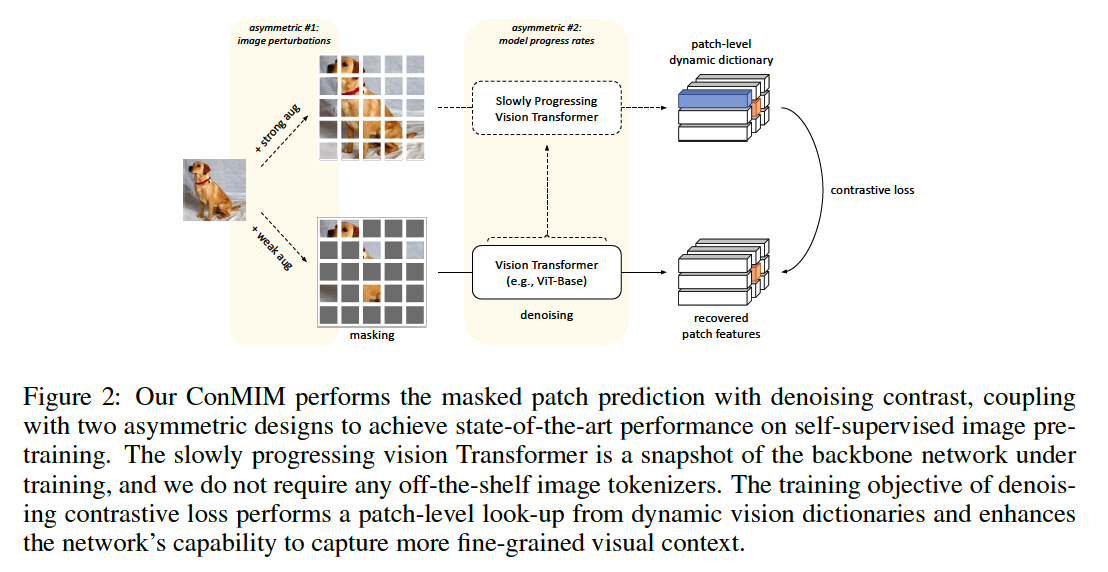 asymmetric #1:
image perturbations
asymmetric #2:
model progress rates
patch-level
dynamic dictionary
+ strong aug
Slowly Progressing
Vision Transformer
contrastive loss
+ weak aug
Vision Transformer
(e.g., ViT-Base)
masking
denoising
recovered
patch features
Figure 2: Our ConMIM performs the masked patch prediction with denoising contrast, coupling
with two asymmetric designs to achieve state-of-the-art performance on self-supervised image pre-
training. The slowly progressing vision Transformer is a snapshot of the backbone network under
training, and we do not require any off-the-shelf image tokenizers. The training objective of denois-
ing contrastive loss performs a patch-level look-up from dynamic vision dictionaries and enhances
the network’s capability to capture more fine-grained visual context.